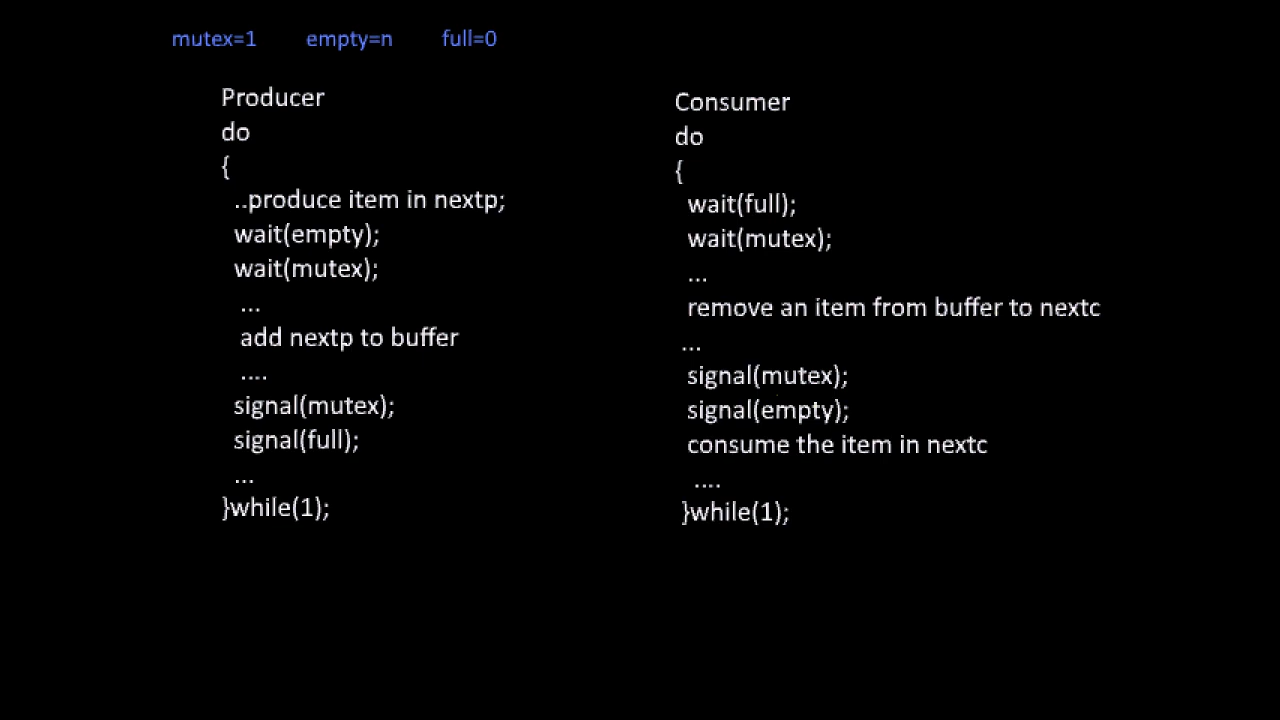 mutex=1 empty=n full=0
Producer
do
{
..produce item in nextp;
wait(empty);
wait(mutex);
...
add nextp to buffer
....
signal(mutex);
signal(full);
...
}while(1);
Consumer
do
{
wait(full);
wait(mutex);
...
remove an item from buffer to nextc
...
signal(mutex);
signal(empty);
consume the item in nextc
....
}while(1);